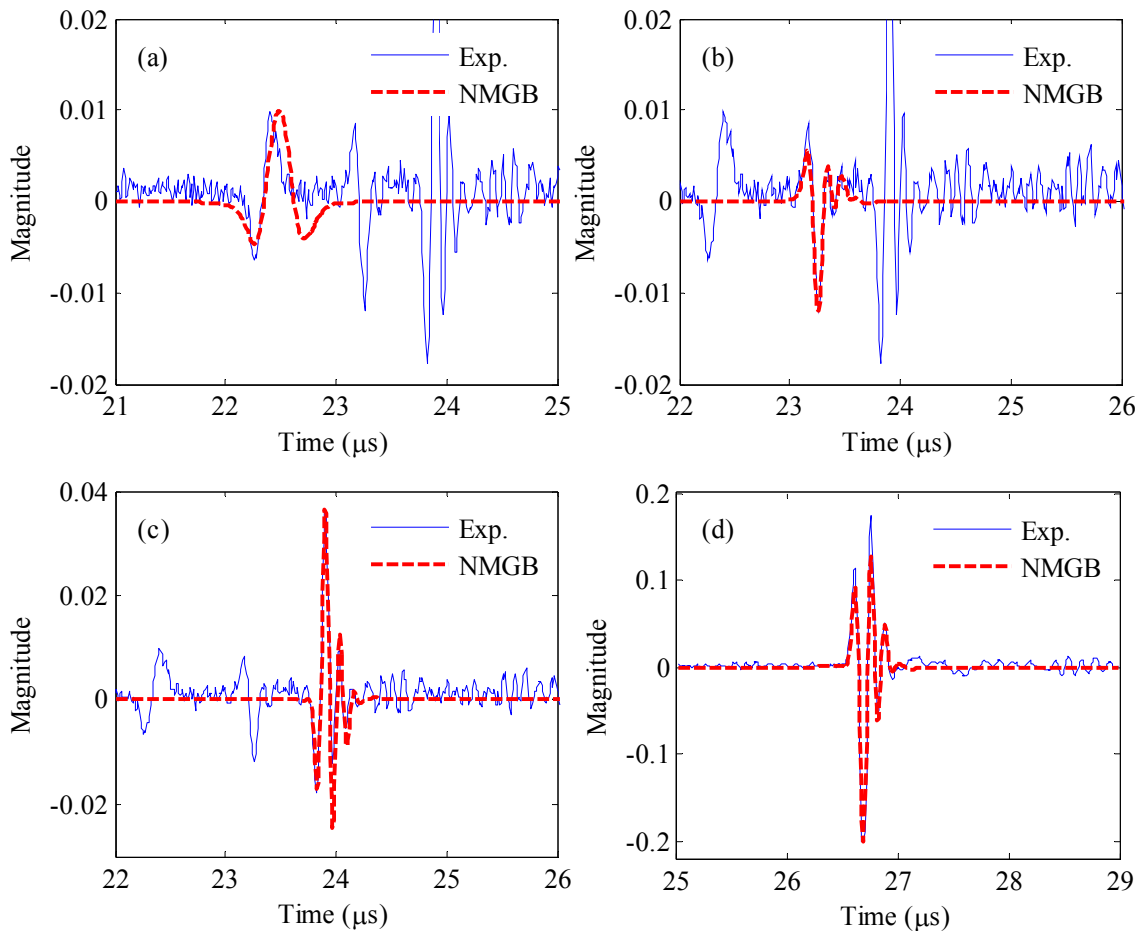 (a)
Exp.
NMGB
0.02
0.01
0
-0.01
-0.02
Magnitude
21 22 23 24 25
Time (μs)
(b)
Exp.
NMGB
0.02
0.01
0
-0.01
-0.02
Magnitude
22 23 24 25 26
Time (μs)
(c)
Exp.
NMGB
0.04
0.02
0
-0.02
Magnitude
22 23 24 25 26
Time (μs)
(d)
Exp.
NMGB
0.2
0.1
0
-0.1
-0.2
Magnitude
25 26 27 28 29
Time (μs)